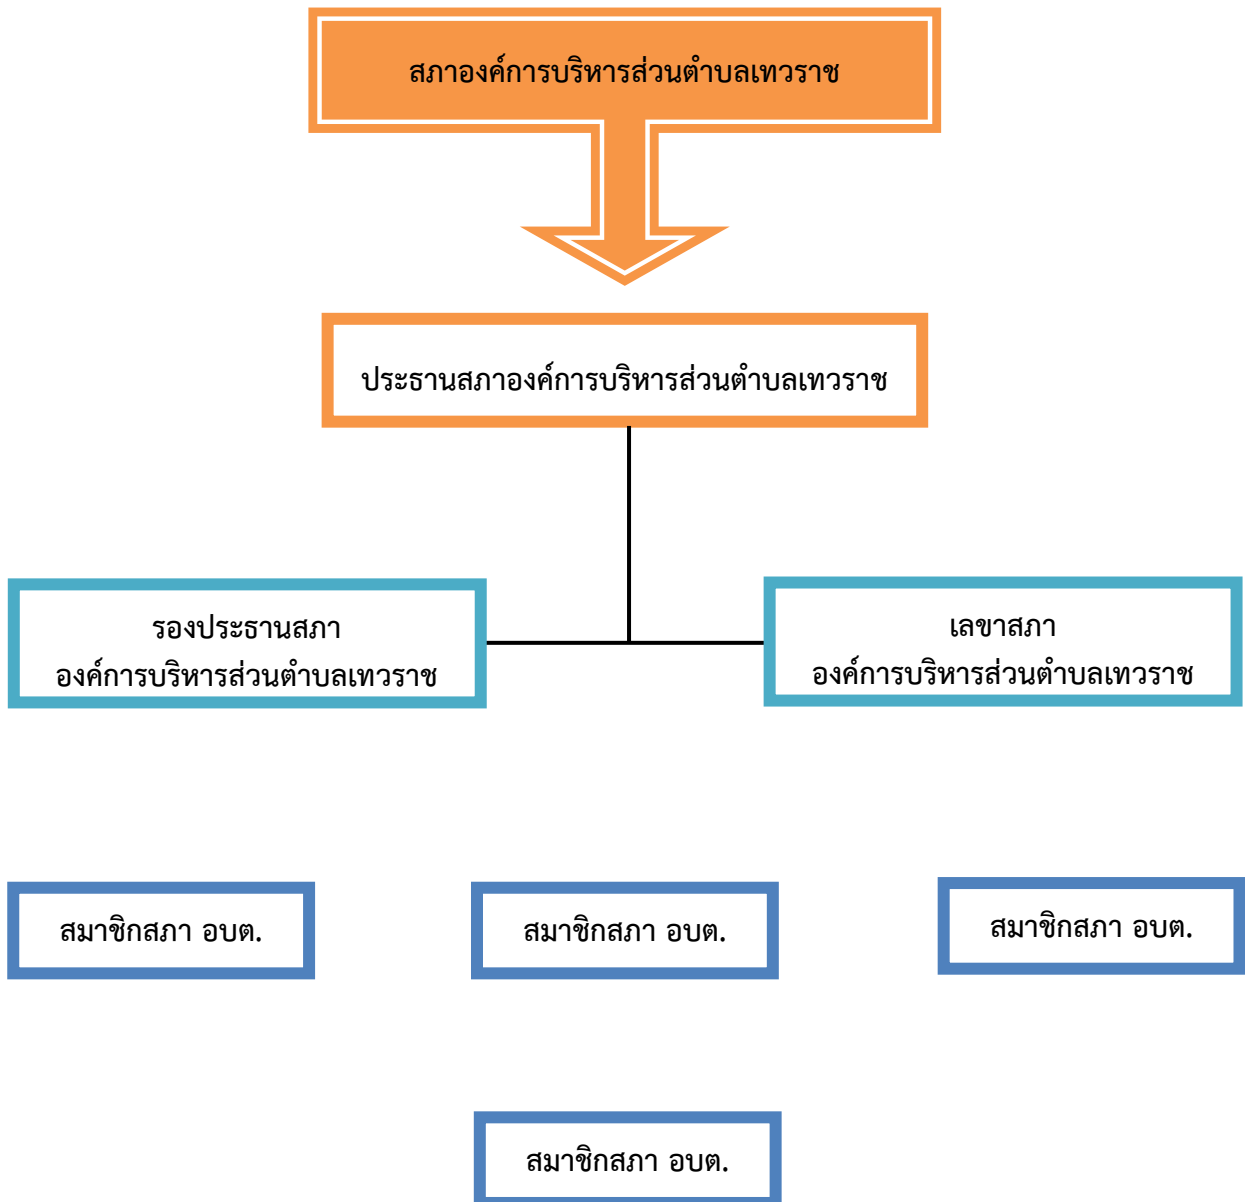 สภาองค์การบริหารส่วนตำบลเทวราช
ประธานสภาองค์การบริหารส่วนตำบลเทวราช
รองประธานสภา
องค์การบริหารส่วนตำบลเทวราช
เลขาสภา
องค์การบริหารส่วนตำบลเทวราช
สมาชิกสภา อบต.
สมาชิกสภา อบต.
สมาชิกสภา อบต.
สมาชิกสภา อบต.